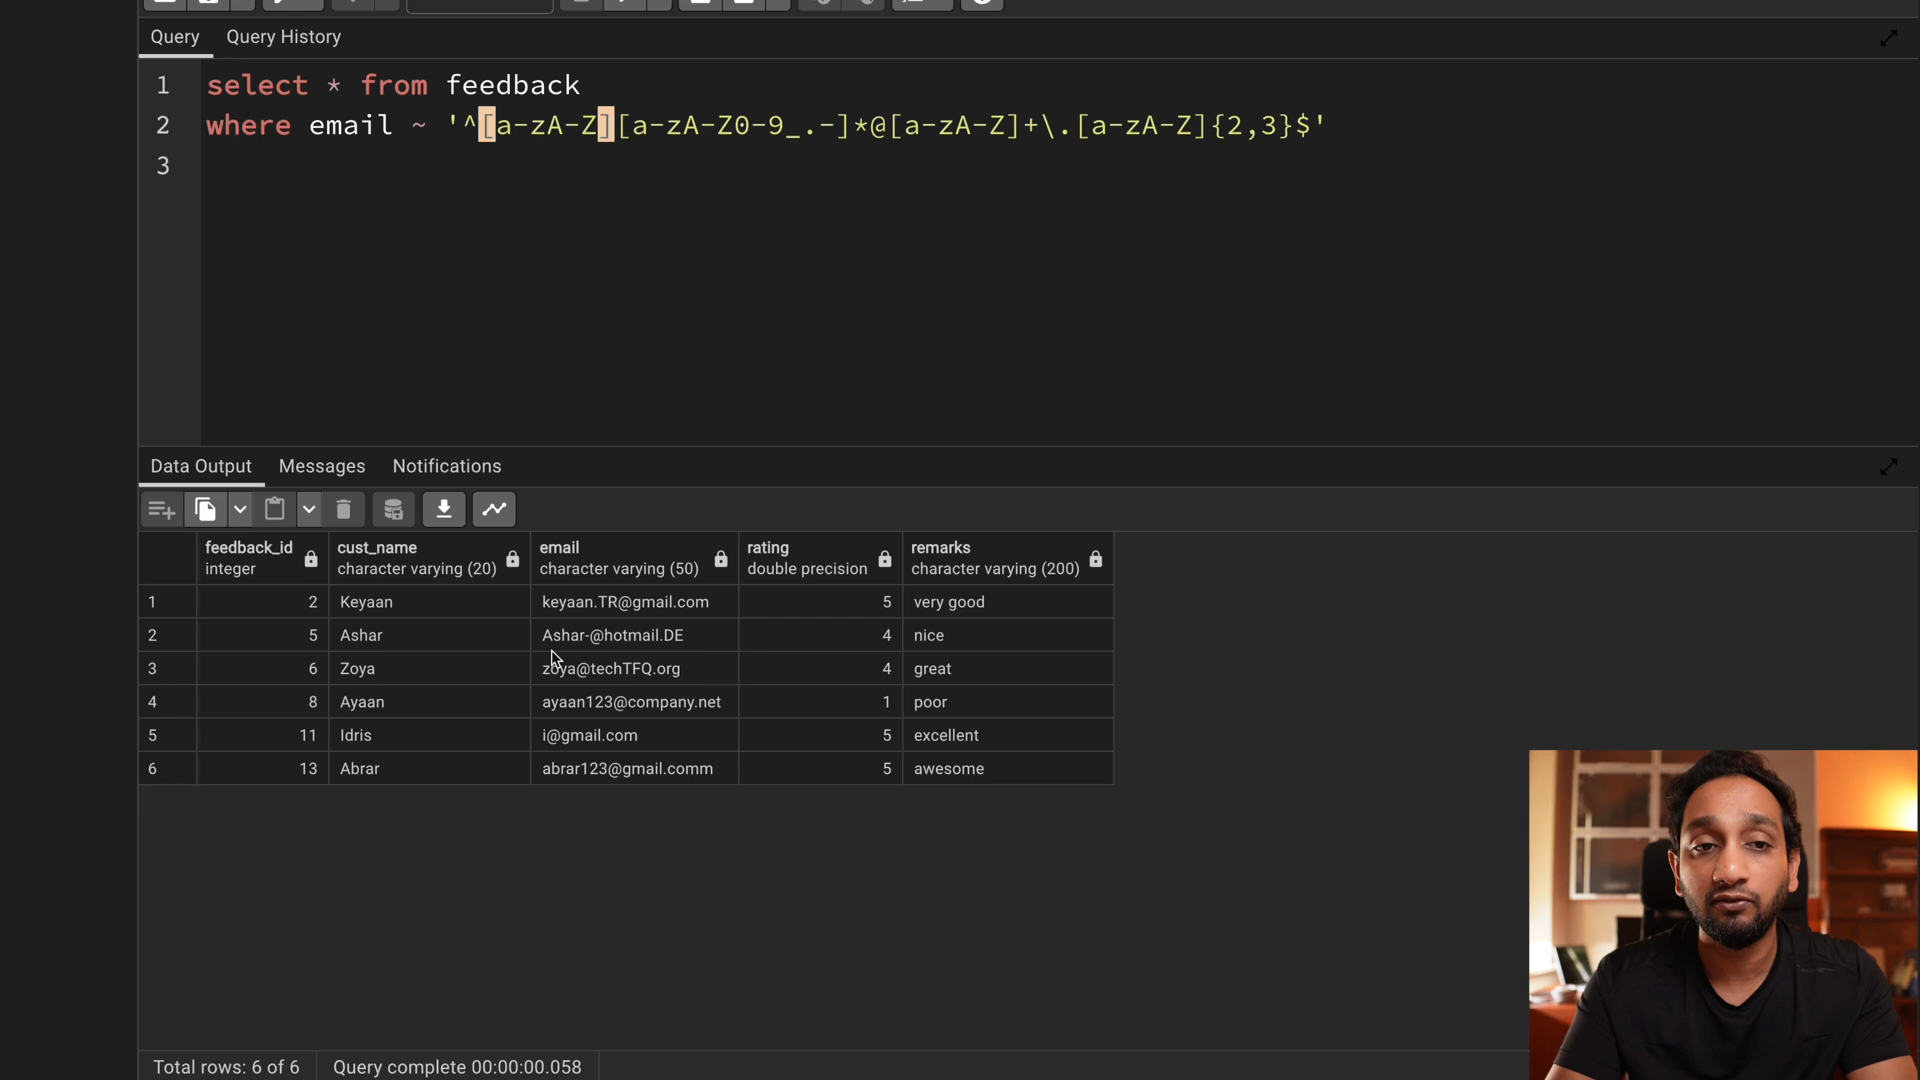 Query Query History
1 select * from feedback
2 where email ~ '^[a-zA-Z][a-zA-Z0-9_.-]*@[a-zA-Z]+\.[a-zA-Z]{2,3}$'
3
Data Output Messages Notifications
feedback_id cust_name email rating remarks
integer character varying (20) character varying (50) double precision character varying (200)
1 2 Keyaan keyaan.TR@gmail.com 5 very good
2 5 Ashar Ashar-@hotmail.DE 4 nice
3 6 Zoya zoya@techTFQ.org 4 great
4 8 Ayaan ayaan123@company.net 1 poor
5 11 Idris i@gmail.com 5 excellent
6 13 Abrar abrar123@gmail.comm 5 awesome
Total rows: 6 of 6 Query complete 00:00:00.058